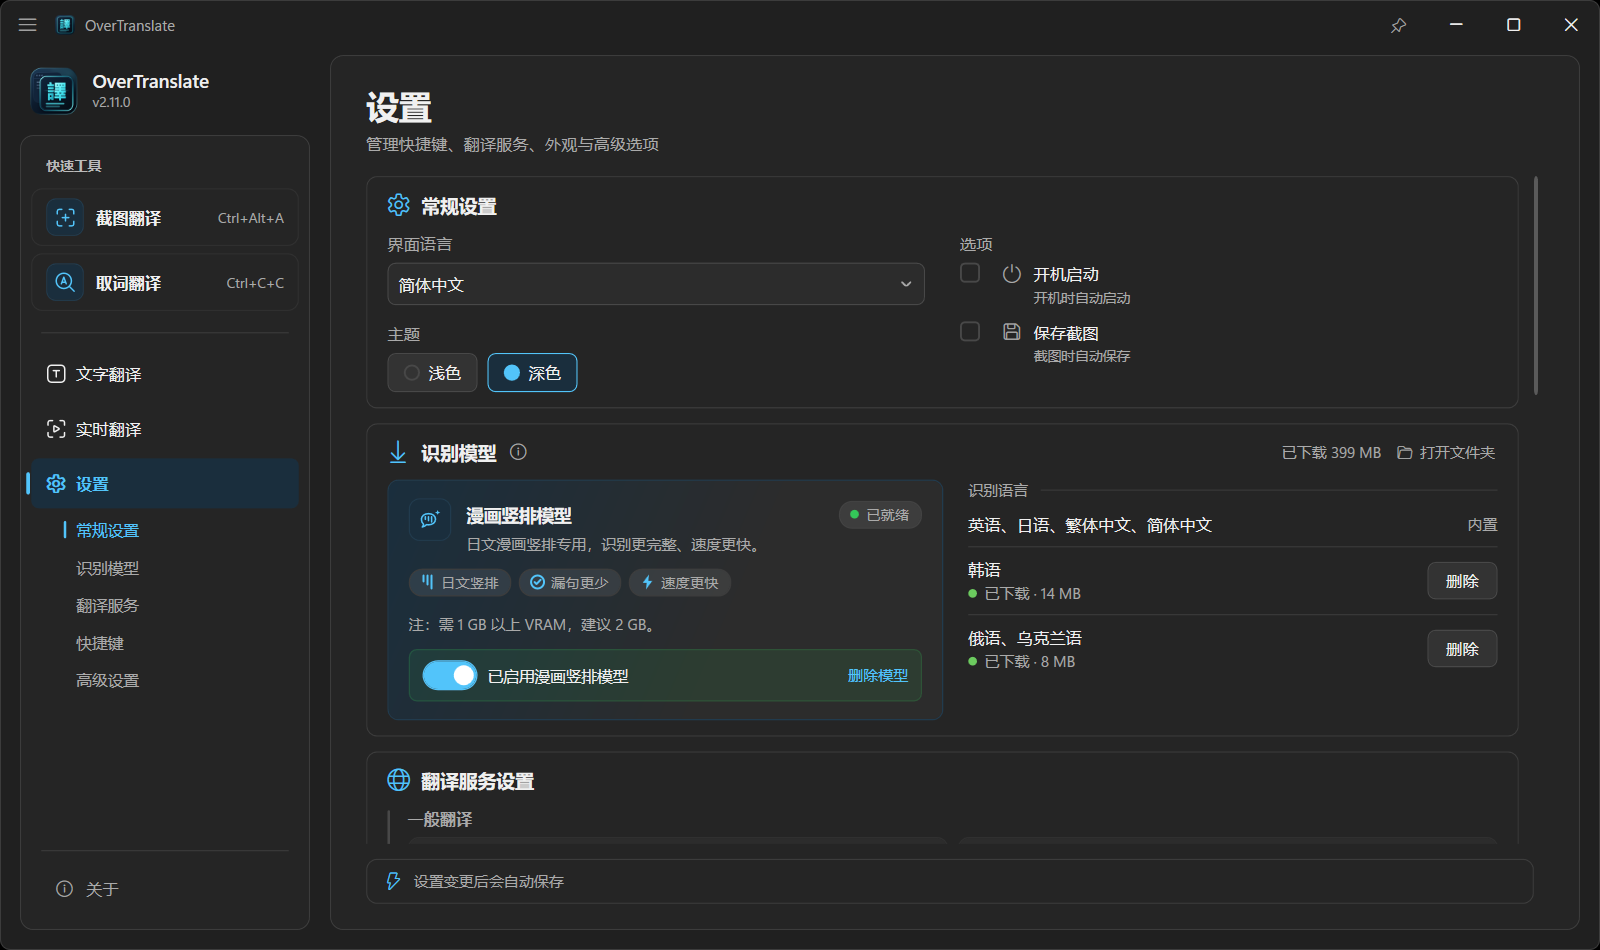 OverTranslate
OverTranslate
v2.11.0
快速工具
截图翻译 Ctrl+Alt+A
取词翻译 Ctrl+C+C
文字翻译
实时翻译
设置
常规设置
识别模型
翻译服务
快捷键
高级设置
关于
设置
管理快捷键、翻译服务、外观与高级选项
常规设置
界面语言
简体中文
主题
浅色 深色
选项
开机启动
开机时自动启动
保存截图
截图时自动保存
识别模型
已下载 399 MB 打开文件夹
漫画竖排模型
已就绪
日文漫画竖排专用，识别更完整、速度更快。
日文竖排 漏句更少 速度更快
注：需 1 GB 以上 VRAM，建议 2 GB。
已启用漫画竖排模型 删除模型
识别语言
英语、日语、繁体中文、简体中文 内置
韩语
已下载 · 14 MB
删除
俄语、乌克兰语
已下载 · 8 MB
删除
翻译服务设置
一般翻译
设置变更后会自动保存